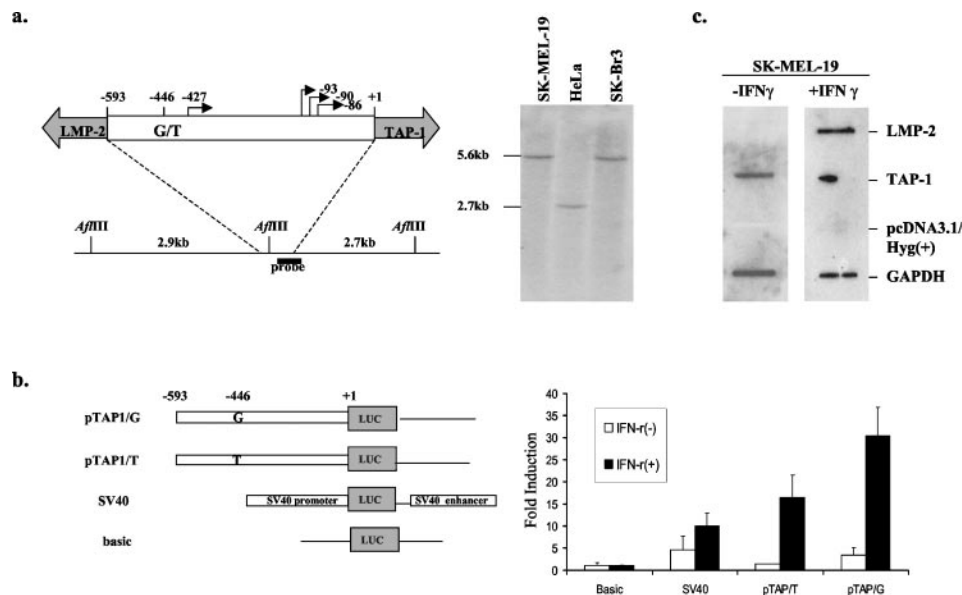 a.
-593 -446 -427 -93 -90 -86 +1
LMP-2 G/T TAP-1
AflIII AflIII AflIII
2.9kb 2.7kb
probe
SK-MEL-19
HeLa
SK-Br3
5.6kb
2.7kb
c.
SK-MEL-19
-IFNγ +IFN γ
LMP-2
TAP-1
pcDNA3.1/
Hyg(+)
GAPDH
b.
-593 -446 +1
pTAP1/G G LUC
pTAP1/T T LUC
SV40 SV40 promoter LUC SV40 enhancer
basic LUC
Fold Induction
40
35
30
25
20
15
10
5
0
IFN-r(-)
IFN-r(+)
Basic SV40 pTAP/T pTAP/G